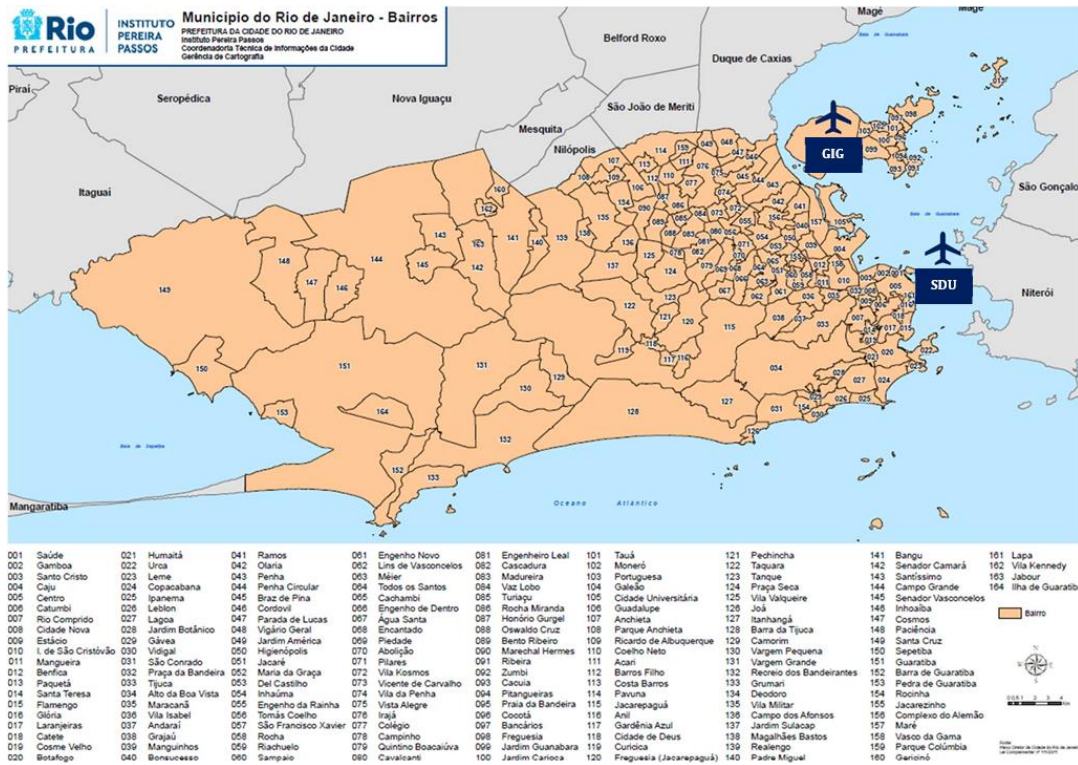 Rio
PREFEITURA
INSTITUTO
PEREIRA
PASSOS
Município do Rio de Janeiro - Bairros
PREFEITURA DA CIDADE DO RIO DE JANEIRO
Instituto Pereira Passos
Coordenadoria Técnica de Informações da Cidade
Gerência de Cartografia
Magé
Magé
Belford Roxo
Duque de Caxias
Piraí
Seropédica
Nova Iguaçu
São João de Meriti
Mesquita
Nilópolis
Itaguaí
São Gonçalo
Niterói
Mangaratiba
GIG
SDU
Baía de Guanabara
Baía de Guanabara
Baía de Sepetiba
Oceano Atlântico
001 Saúde
002 Gamboa
003 Santo Cristo
004 Caju
005 Centro
006 Catumbi
007 Rio Comprido
008 Cidade Nova
009 Estácio
010 I. de São Cristóvão
011 Mangueira
012 Benfica
013 Paquetá
014 Santa Teresa
015 Flamengo
016 Glória
017 Laranjeiras
018 Catete
019 Cosme Velho
020 Botafogo
021 Humaitá
022 Urca
023 Leme
024 Copacabana
025 Ipanema
026 Leblon
027 Lagoa
028 Jardim Botânico
029 Gávea
030 Vidigal
031 São Conrado
032 Praça da Bandeira
033 Tijuca
034 Alto da Boa Vista
035 Maracanã
036 Vila Isabel
037 Andaraí
038 Grajaú
039 Manguinhos
040 Bonsucesso
041 Ramos
042 Olaria
043 Penha
044 Penha Circular
045 Braz de Pina
046 Cordovil
047 Parada de Lucas
048 Vigário Geral
049 Jardim América
050 Higienópolis
051 Jacaré
052 Maria da Graça
053 Del Castilho
054 Inhaúma
055 Engenho da Rainha
056 Tomás Coelho
057 São Francisco Xavier
058 Rocha
059 Riachuelo
060 Sampaio
061 Engenho Novo
062 Lins de Vasconcelos
063 Méier
064 Todos os Santos
065 Cachambi
066 Engenho de Dentro
067 Água Santa
068 Encantado
069 Piedade
070 Abolição
071 Pilares
072 Vila Kosmos
073 Vicente de Carvalho
074 Vila da Penha
075 Vista Alegre
076 Irajá
077 Colégio
078 Campinho
079 Quintino Boacaiúva
080 Cavalcanti
081 Engenheiro Leal
082 Cascadura
083 Madureira
084 Vaz Lobo
085 Turiaçu
086 Rocha Miranda
087 Honório Gurgel
088 Oswaldo Cruz
089 Bento Ribeiro
090 Marechal Hermes
091 Ribeira
092 Zumbi
093 Cacuia
094 Pitangueiras
095 Praia da Bandeira
096 Cocotá
097 Bancários
098 Freguesia
099 Jardim Guanabara
100 Jardim Carioca
101 Tauá
102 Moneró
103 Portuguesa
104 Galeão
105 Cidade Universitária
106 Guadalupe
107 Anchieta
108 Parque Anchieta
109 Ricardo de Albuquerque
110 Coelho Neto
111 Acari
112 Barros Filho
113 Costa Barros
114 Pavuna
115 Jacarepaguá
116 Anil
117 Gardênia Azul
118 Cidade de Deus
119 Curicica
120 Freguesia (Jacarepaguá)
121 Pechincha
122 Taquara
123 Tanque
124 Praça Seca
125 Vila Valqueire
126 Joá
127 Itanhangá
128 Barra da Tijuca
129 Camorim
130 Vargem Pequena
131 Vargem Grande
132 Recreio dos Bandeirantes
133 Grumari
134 Deodoro
135 Vila Militar
136 Campo dos Afonsos
137 Jardim Sulacap
138 Magalhães Bastos
139 Realengo
140 Padre Miguel
141 Bangu
142 Senador Camará
143 Santíssimo
144 Campo Grande
145 Senador Vasconcelos
146 Inhoaíba
147 Cosmos
148 Paciência
149 Santa Cruz
150 Sepetiba
151 Guaratiba
152 Barra de Guaratiba
153 Pedra de Guaratiba
154 Rocinha
155 Jacarezinho
156 Complexo do Alemão
157 Maré
158 Vasco da Gama
159 Parque Colúmbia
160 Gericinó
161 Lapa
162 Vila Kennedy
163 Jabour
164 Ilha de Guaratib
Bairro